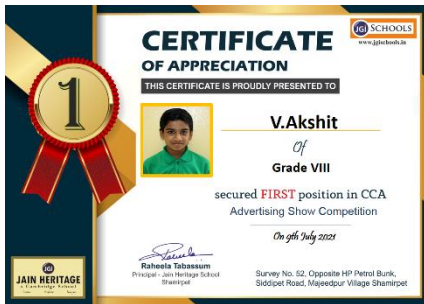 CERTIFICATE
JGI SCHOOLS
www.jgischools.in
OF APPRECIATION
THIS CERTIFICATE IS PROUDLY PRESENTED TO
1
V.Akshit
Of
Grade VIII
secured FIRST position in CCA
Advertising Show Competition
On 9th July 2021
Raheela Tabassum
Principal - Jain Heritage School
Shamirpet
JGI
JAIN HERITAGE
a Cambridge School
Survey No. 52, Opposite HP Petrol Bunk,
Siddipet Road, Majeedpur Village Shamirpet